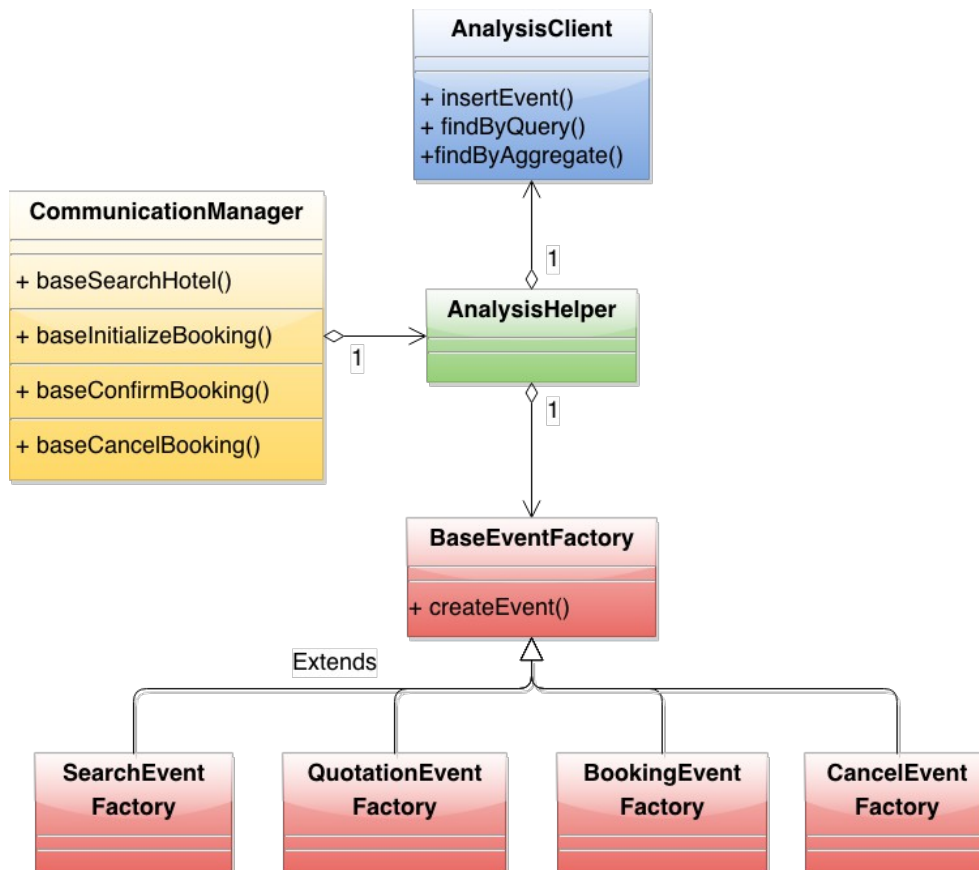 AnalysisClient
+ insertEvent()
+ findByQuery()
+findByAggregate()
CommunicationManager
+ baseSearchHotel()
+ baseInitializeBooking()
+ baseConfirmBooking()
+ baseCancelBooking()
1
AnalysisHelper
1
1
BaseEventFactory
+ createEvent()
Extends
SearchEvent
Factory
QuotationEvent
Factory
BookingEvent
Factory
CancelEvent
Factory